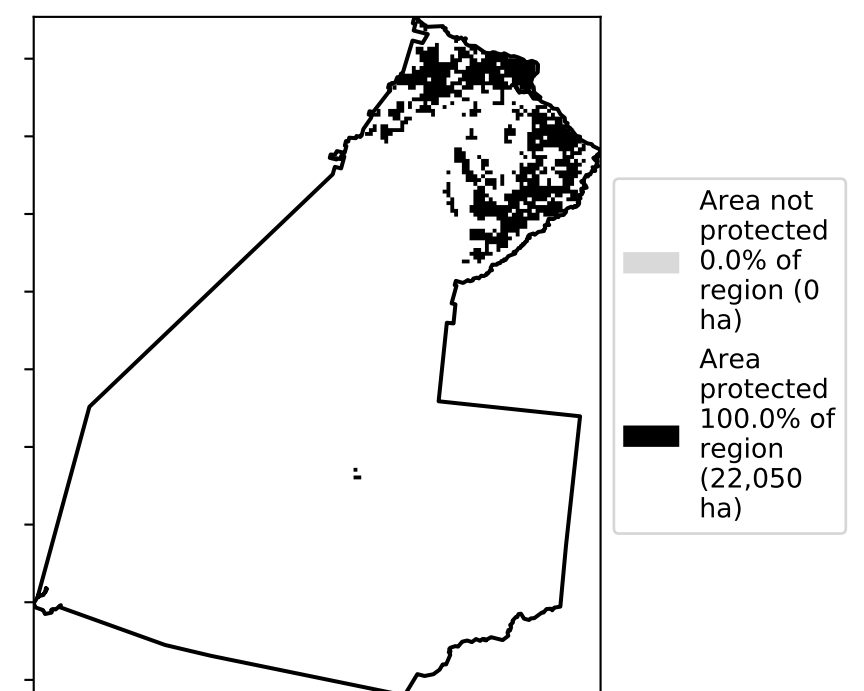 Area not
protected
0.0% of
region (0
ha)
Area
protected
100.0% of
region
(22,050
ha)